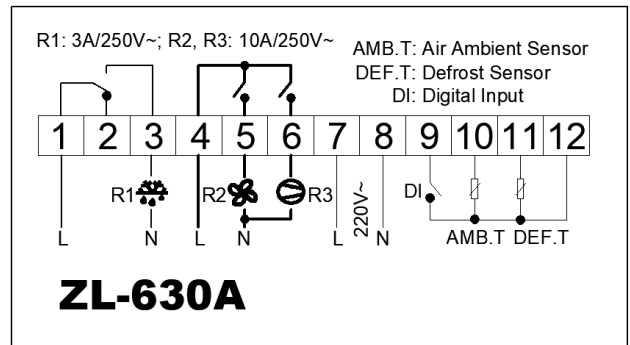 R1: 3A/250V~; R2, R3: 10A/250V~
AMB.T: Air Ambient Sensor
DEF.T: Defrost Sensor
DI: Digital Input
1 2 3 4 5 6 7 8 9 10 11 12
R1 R2 R3 220V~ DI
L N L N L N AMB.T DEF.T
ZL-630A